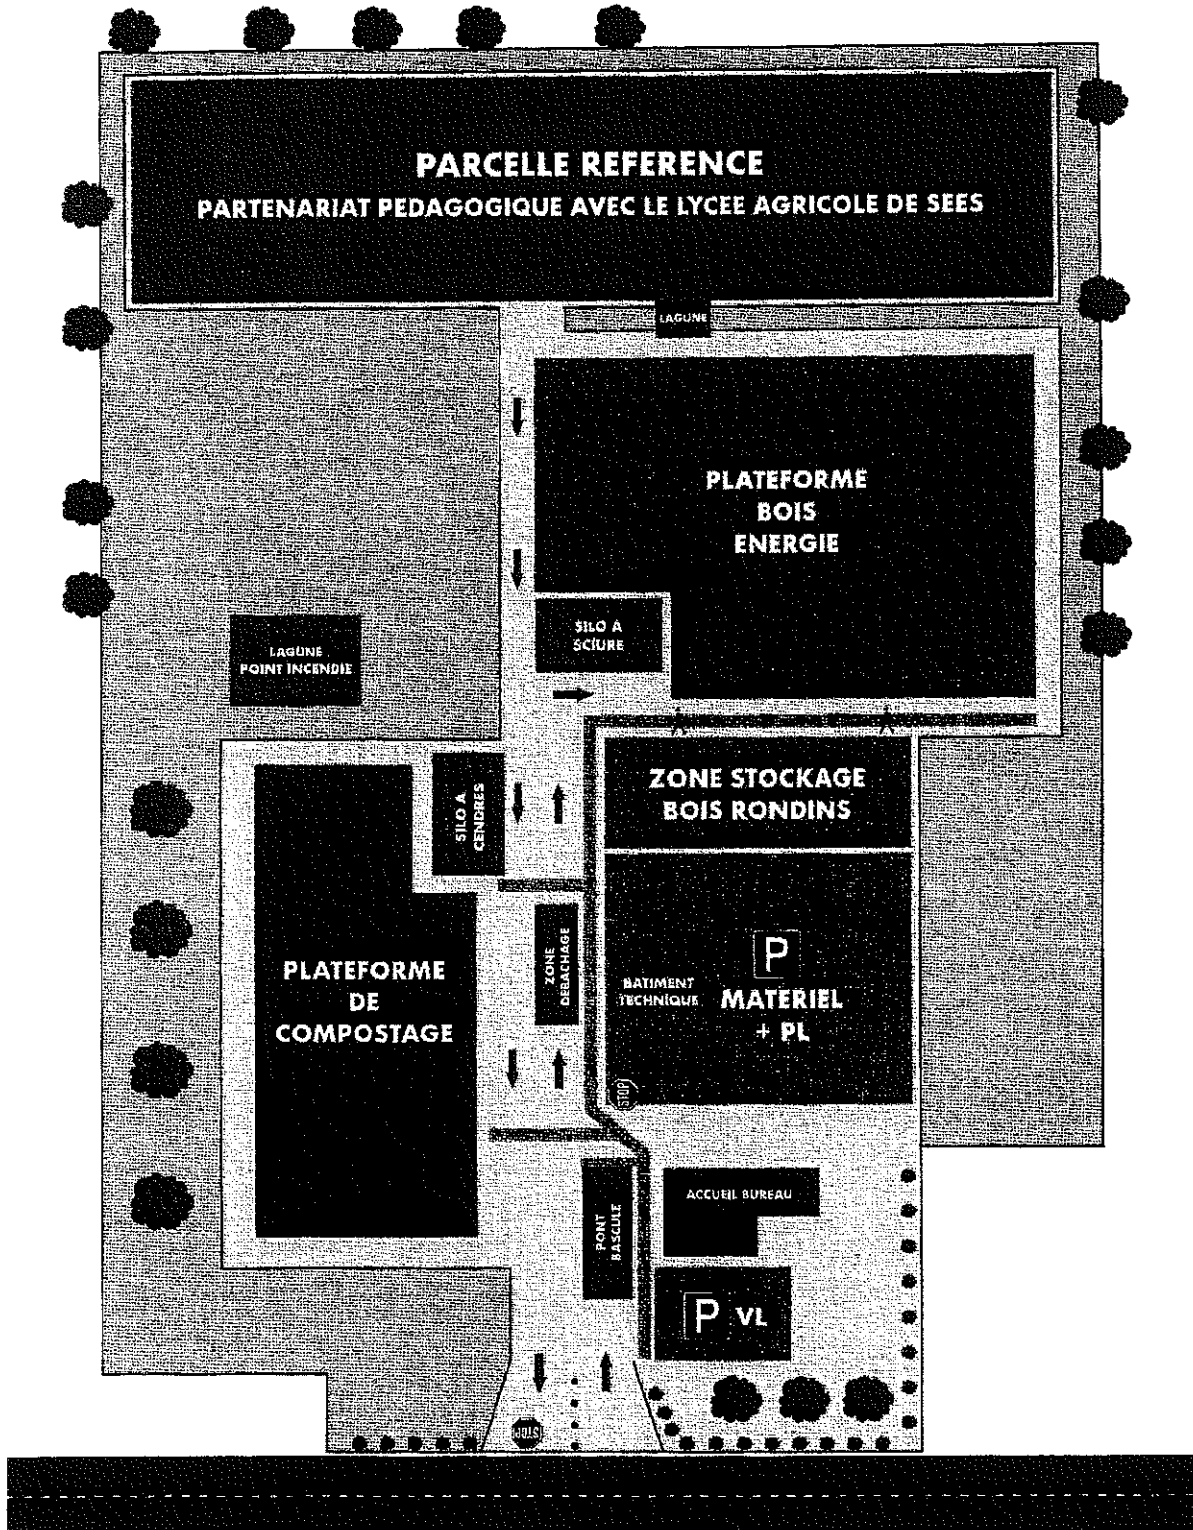 PARCELLE REFERENCE
PARTENARIAT PEDAGOGIQUE AVEC LE LYCEE AGRICOLE DE SEES
LAGUNE
PLATEFORME
BOIS
ENERGIE
SILO A
SCIURE
LAGUNE
POINT INCENDIE
SILO A
CENDRES
ZONE STOCKAGE
BOIS RONDINS
PLATEFORME
DE
COMPOSTAGE
ZONE
DEBACHAGE
BATIMENT
TECHNIQUE
P
MATERIEL
+ PL
STOP
PONT
BASCULE
ACCUEIL BUREAU
P VL
STOP